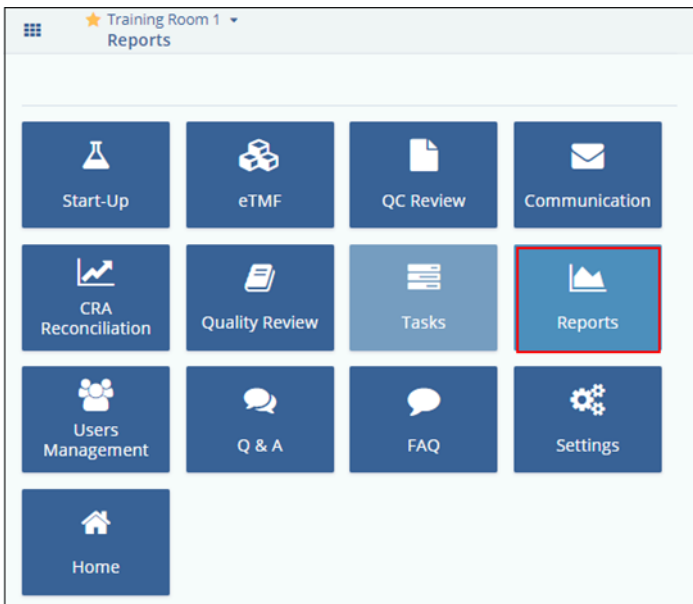 Training Room 1
Reports
Start-Up
eTMF
QC Review
Communication
CRA
Reconciliation
Quality Review
Tasks
Reports
Users
Management
Q & A
FAQ
Settings
Home